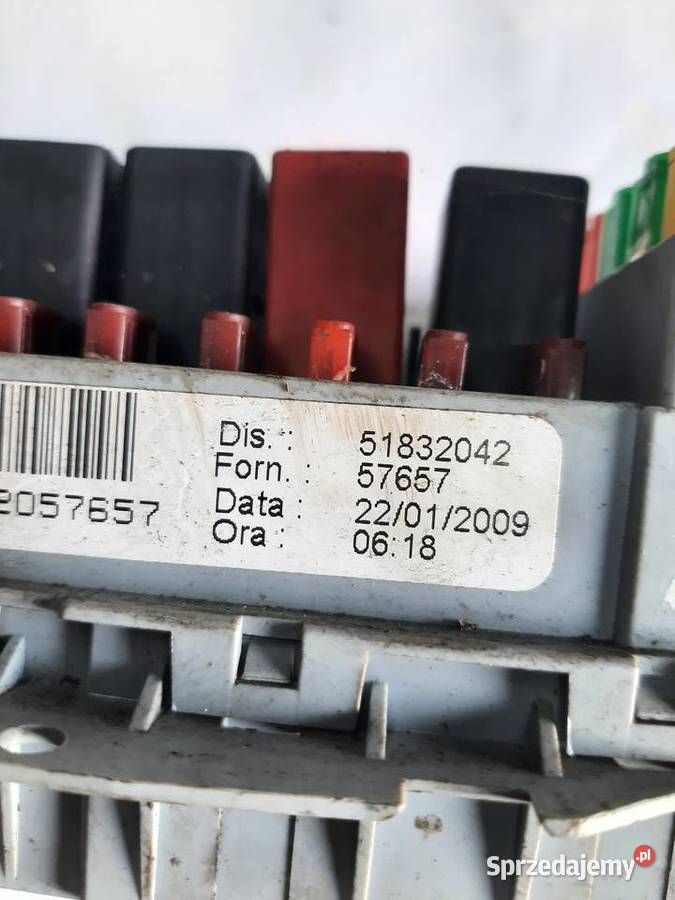 Dis. : 51832042
Forn. : 57657
Data : 22/01/2009
Ora : 06:18
2057657
Sprzedajemy.pl